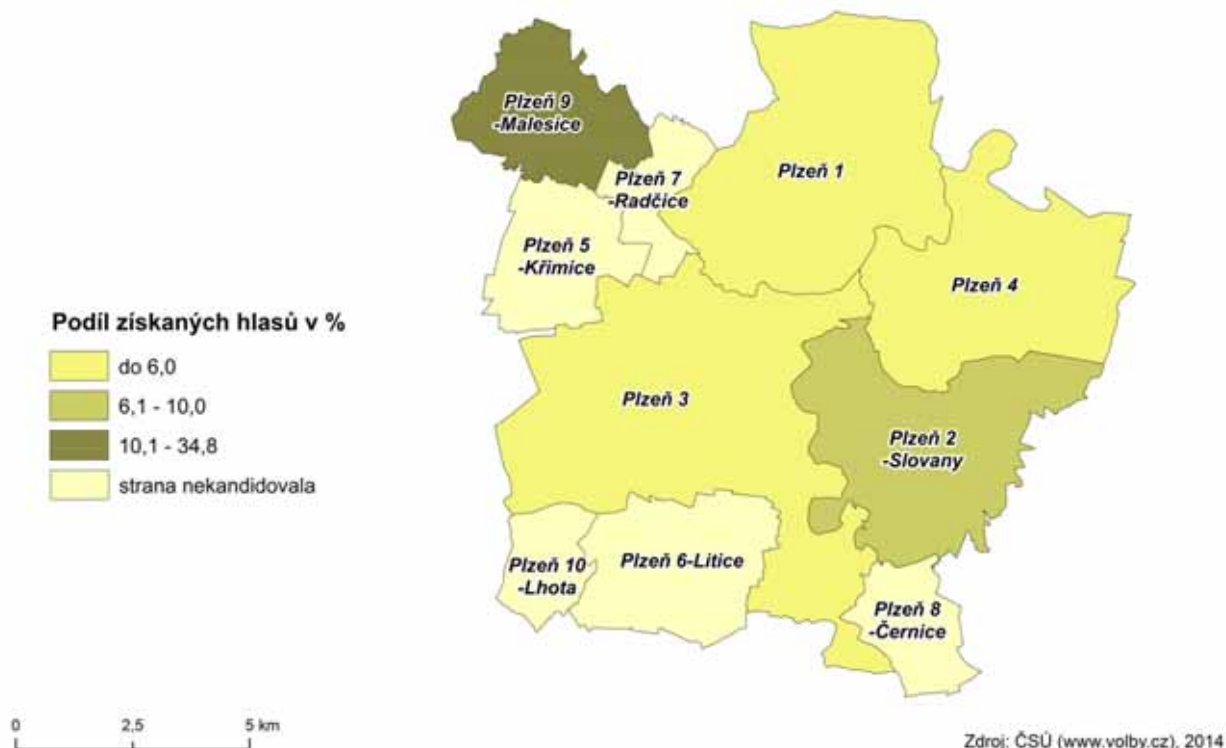 Plzeň 9
-Malesice
Plzeň 7
-Radčice
Plzeň 1
Plzeň 5
-Křimice
Plzeň 4
Podíl získaných hlasů v %
do 6,0
6,1 - 10,0
10,1 - 34,8
strana nekandidovala
Plzeň 3
Plzeň 2
-Slovany
Plzeň 10
-Lhota
Plzeň 6-Litice
Plzeň 8
-Černice
0 2,5 5 km
Zdroj: ČSÚ (www.volby.cz), 2014